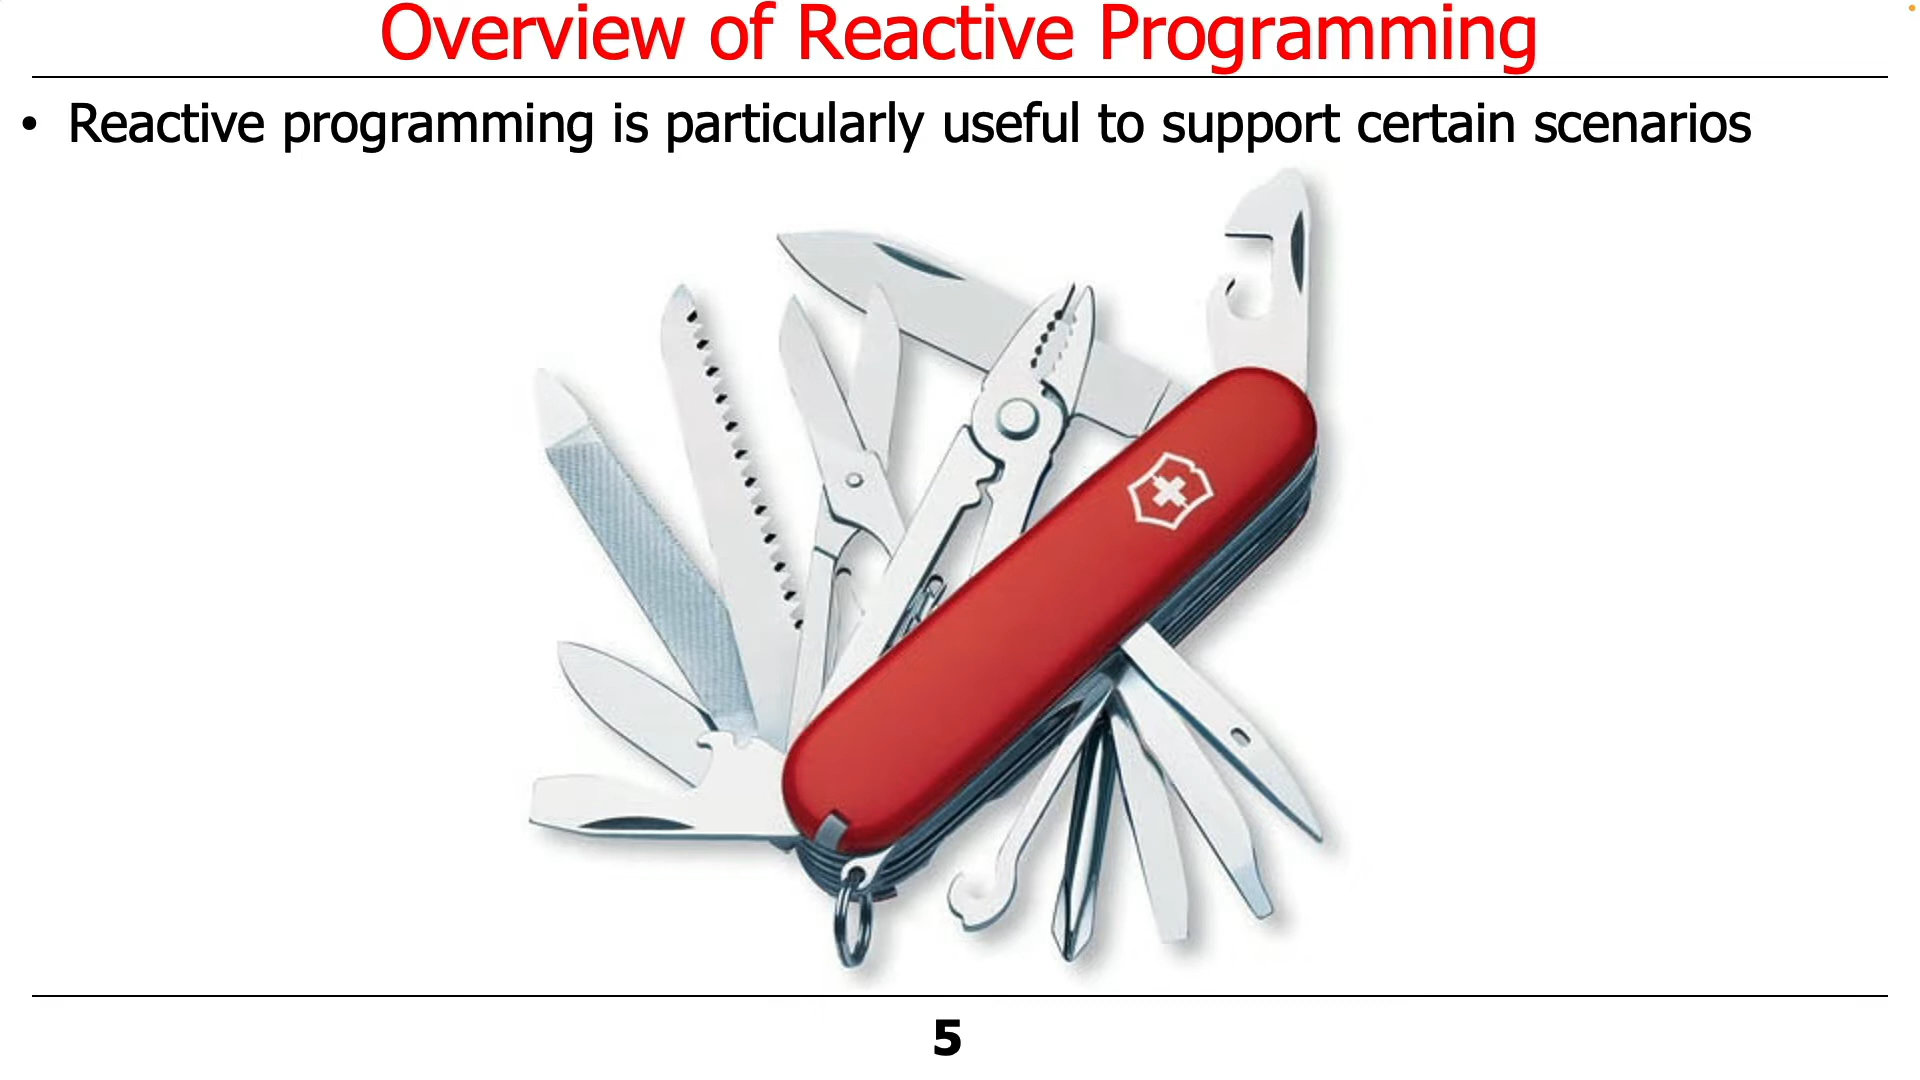 Overview of Reactive Programming
• Reactive programming is particularly useful to support certain scenarios
5